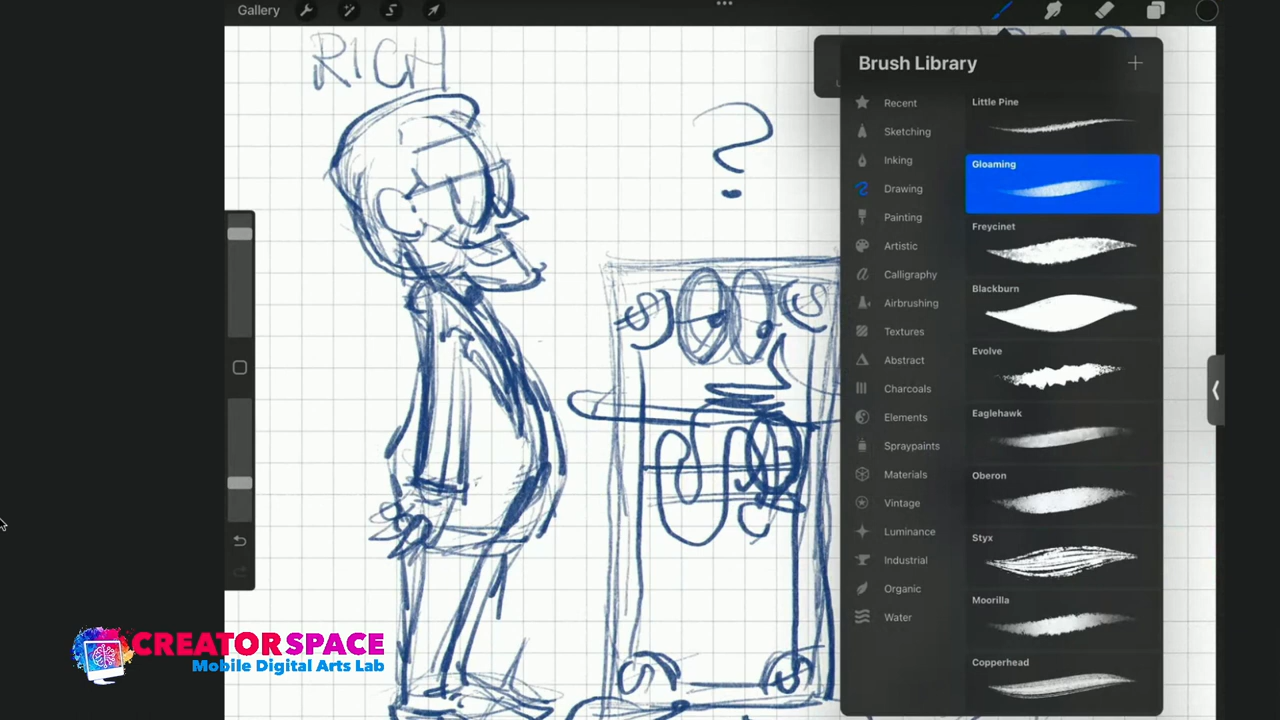 Gallery
RICH
?
Brush Library
Recent
Sketching
Inking
Drawing
Painting
Artistic
Calligraphy
Airbrushing
Textures
Abstract
Charcoals
Elements
Spraypaints
Materials
Vintage
Luminance
Industrial
Organic
Water
Little Pine
Gloaming
Freycinet
Blackburn
Evolve
Eaglehawk
Oberon
Styx
Moorilla
Copperhead
CREATORSPACE
Mobile Digital Arts Lab